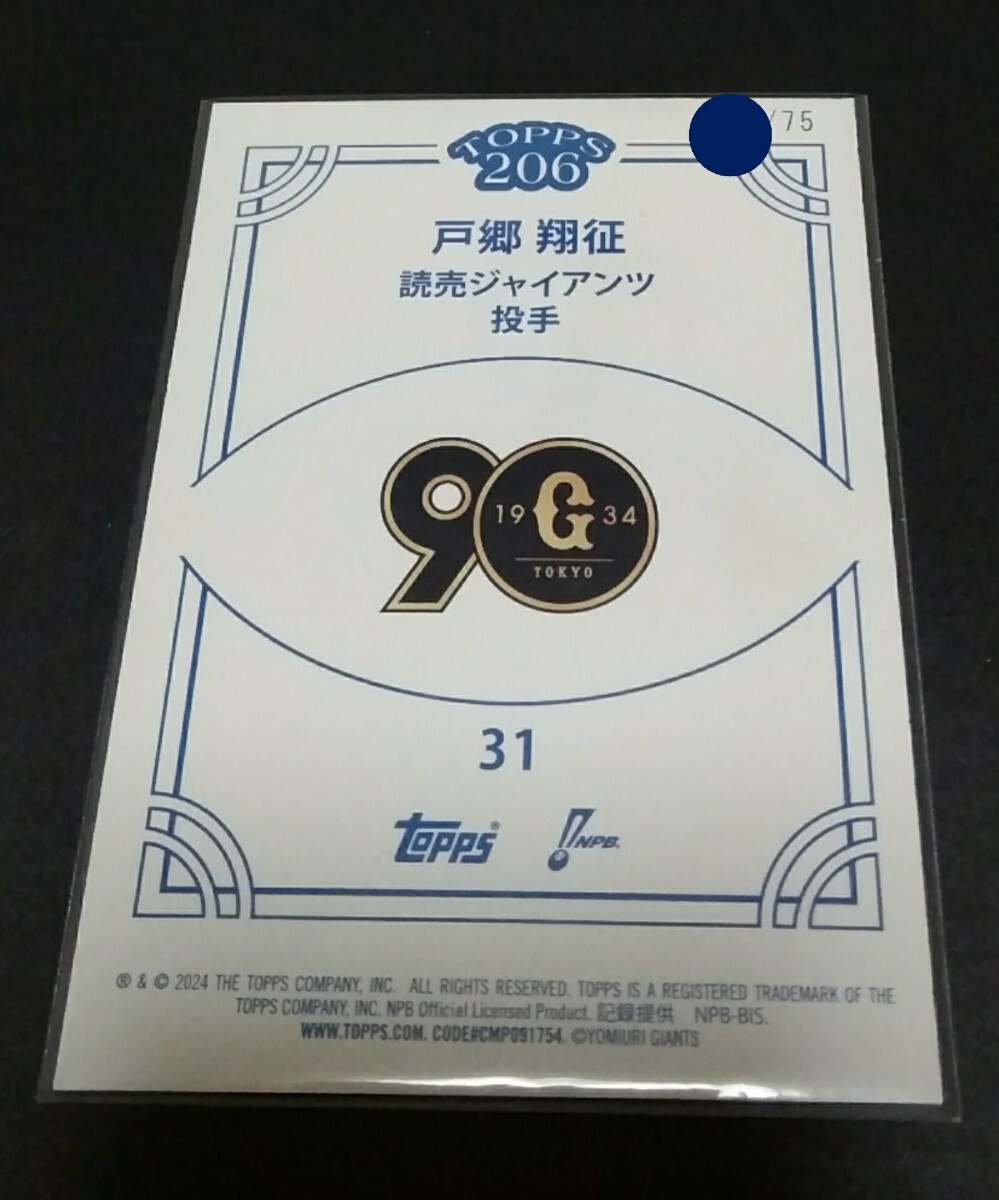 /75
TOPPS
206
戸郷 翔征
読売ジャイアンツ
投手
90
19 G 34
TOKYO
31
topps® NPB®
® & © 2024 THE TOPPS COMPANY, INC. ALL RIGHTS RESERVED. TOPPS IS A REGISTERED TRADEMARK OF THE
TOPPS COMPANY, INC. NPB Official Licensed Product. 記録提供 NPB-BIS.
WWW.TOPPS.COM. CODE#CMP091754. ©YOMIURI GIANTS